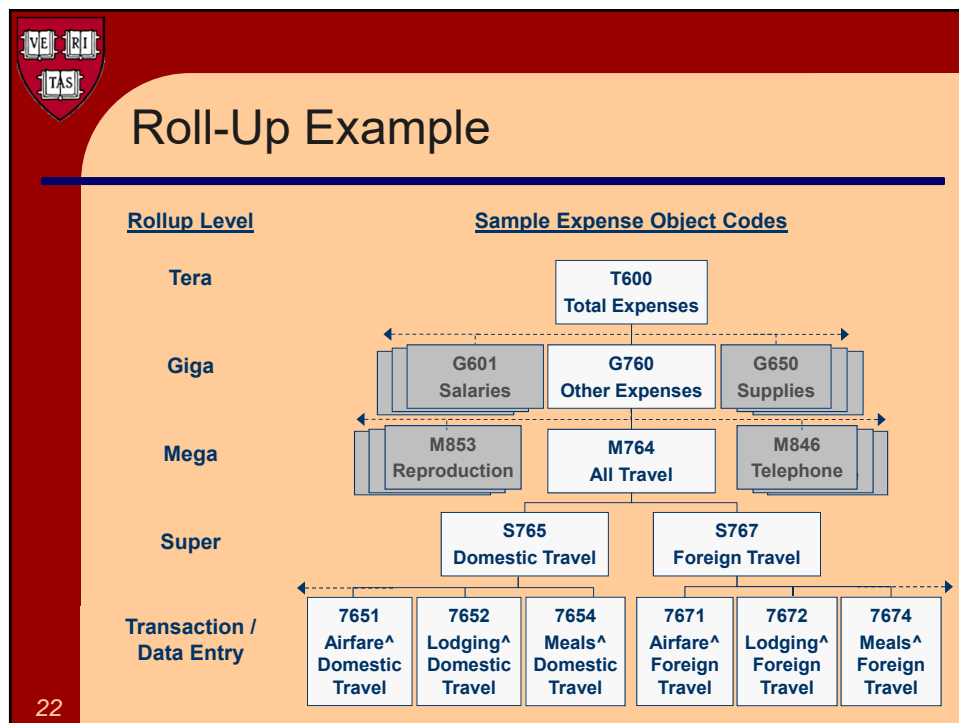 VE RI
TAS
Roll-Up Example
Rollup Level
Sample Expense Object Codes
Tera
T600
Total Expenses
Giga
G601
Salaries
G760
Other Expenses
G650
Supplies
Mega
M853
Reproduction
M764
All Travel
M846
Telephone
Super
S765
Domestic Travel
S767
Foreign Travel
Transaction /
Data Entry
7651
Airfare^
Domestic
Travel
7652
Lodging^
Domestic
Travel
7654
Meals^
Domestic
Travel
7671
Airfare^
Foreign
Travel
7672
Lodging^
Foreign
Travel
7674
Meals^
Foreign
Travel
22